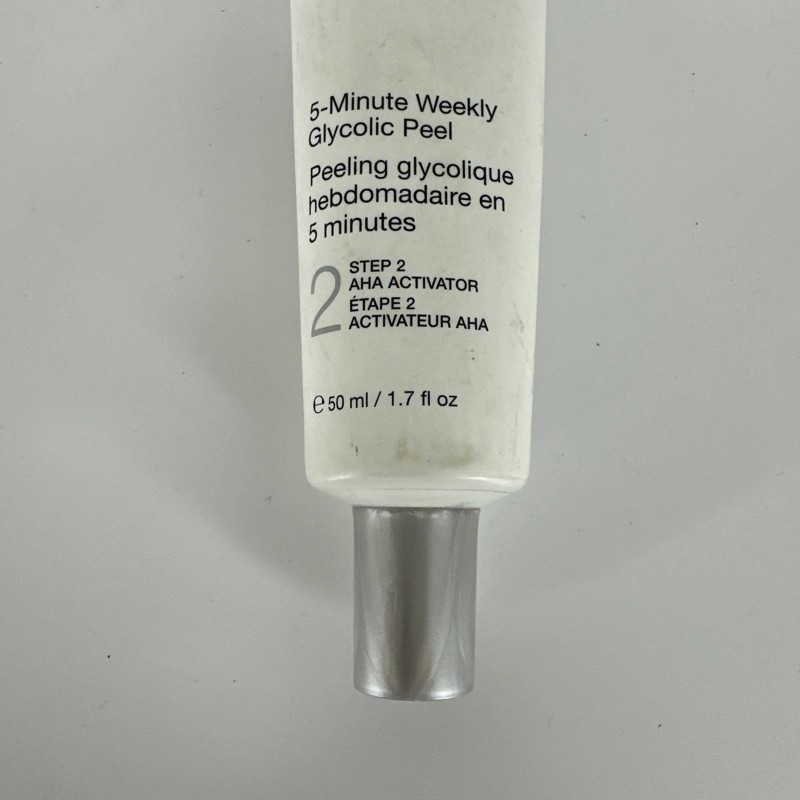 5-Minute Weekly
Glycolic Peel
Peeling glycolique
hebdomadaire en
5 minutes
2
STEP 2
AHA ACTIVATOR
ÉTAPE 2
ACTIVATEUR AHA
℮ 50 ml / 1.7 fl oz